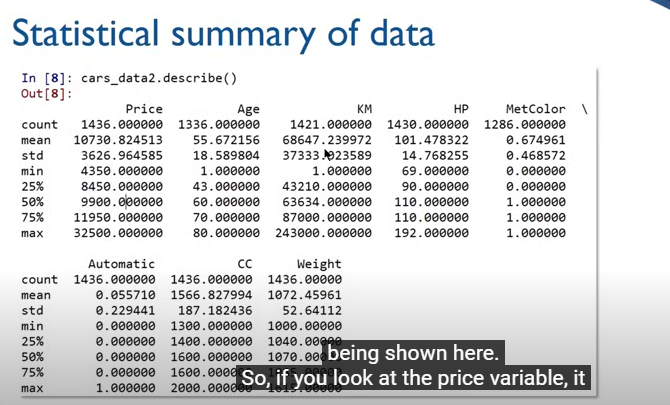 Statistical summary of data
In [8]: cars_data2.describe()
Out[8]:
Price Age KM HP MetColor \
count 1436.000000 1336.000000 1421.000000 1430.000000 1286.000000
mean 10730.824513 55.672156 68647.239972 101.478322 0.674961
std 3626.964585 18.589804 37333. 23589 14.768255 0.468572
min 4350.000000 1.000000 1.000000 69.000000 0.000000
25% 8450.000000 43.000000 43210.000000 90.000000 0.000000
50% 9900.000000 60.000000 63634.000000 110.000000 1.000000
75% 11950.000000 70.000000 87000.000000 110.000000 1.000000
max 32500.000000 80.000000 243000.000000 192.000000 1.000000
Automatic CC Weight
count 1436.000000 1436.000000 1436.00000
mean 0.055710 1566.827994 1072.45961
std 0.229441 187.182436 52.64112
min 0.000000 1300.000000 1000.00000
25% 0.000000 1400.000000 1040.00000
50% 0.000000 1600.000000 1070.0
75% 0.000000 1600
max 1.000000 2000
being shown here.
So, if you look at the price variable, it